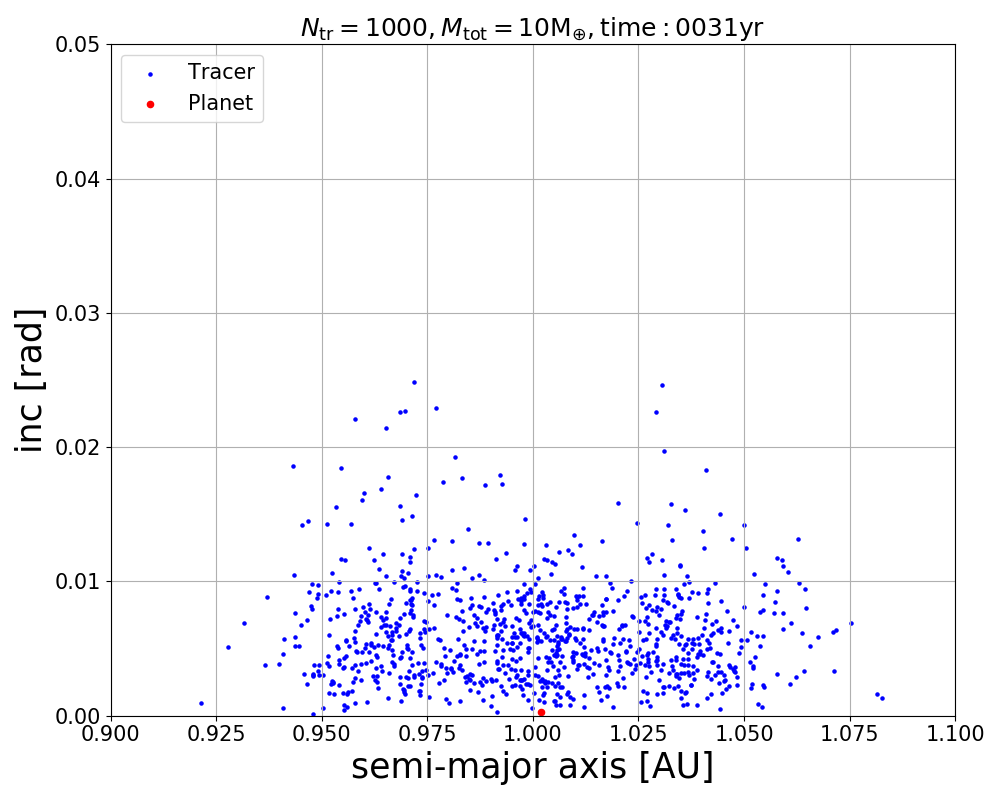 N_tr = 1000, M_tot = 10M_⊕, time : 0031yr
Tracer
Planet
inc [rad]
0.05
0.04
0.03
0.02
0.01
0.00
0.900 0.925 0.950 0.975 1.000 1.025 1.050 1.075 1.100
semi-major axis [AU]